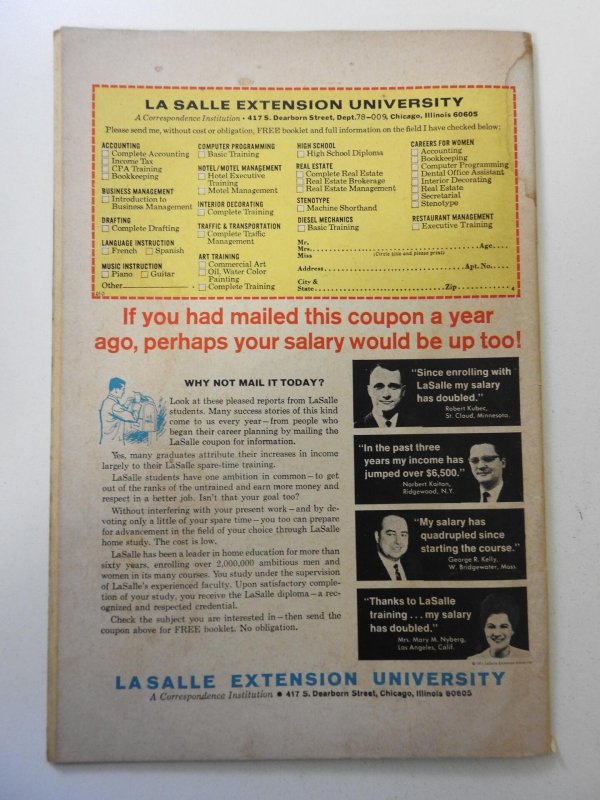 LA SALLE EXTENSION UNIVERSITY
A Correspondence Institution • 417 S. Dearborn Street, Dept. 78-009, Chicago, Illinois 60605
Please send me, without cost or obligation, FREE booklet and full information on the field I have checked below:
ACCOUNTING
Complete Accounting
Income Tax
CPA Training
Bookkeeping
BUSINESS MANAGEMENT
Introduction to
Business Management
DRAFTING
Complete Drafting
LANGUAGE INSTRUCTION
French Spanish
MUSIC INSTRUCTION
Piano Guitar
Other
COMPUTER PROGRAMMING
Basic Training
HOTEL/MOTEL MANAGEMENT
Hotel Executive
Training
Motel Management
INTERIOR DECORATING
Complete Training
TRAFFIC & TRANSPORTATION
Complete Traffic
Management
ART TRAINING
Commercial Art
Oil, Water Color
Painting
Complete Training
HIGH SCHOOL
High School Diploma
REAL ESTATE
Complete Real Estate
Real Estate Brokerage
Real Estate Management
STENOTYPE
Machine Shorthand
DIESEL MECHANICS
Basic Training
CAREERS FOR WOMEN
Accounting
Bookkeeping
Computer Programming
Dental Office Assistant
Interior Decorating
Real Estate
Secretarial
Stenotype
RESTAURANT MANAGEMENT
Executive Training
Mr.
Mrs. Age
Miss (Circle title and please print)
Address Apt. No.
City &
State Zip 4
If you had mailed this coupon a year
ago, perhaps your salary would be up too!
WHY NOT MAIL IT TODAY?
Look at these pleased reports from LaSalle
students. Many success stories of this kind
come to us every year—from people who
began their career planning by mailing the
LaSalle coupon for information.
Yes, many graduates attribute their increases in income
largely to their LaSalle spare-time training.
LaSalle students have one ambition in common—to get
out of the ranks of the untrained and earn more money and
respect in a better job. Isn't that your goal too?
Without interfering with your present work—and by de-
voting only a little of your spare time—you too can prepare
for advancement in the field of your choice through LaSalle
home study. The cost is low.
LaSalle has been a leader in home education for more than
sixty years, enrolling over 2,000,000 ambitious men and
women in its many courses. You study under the supervision
of LaSalle's experienced faculty. Upon satisfactory comple-
tion of your study, you receive the LaSalle diploma—a rec-
ognized and respected credential.
Check the subject you are interested in—then send the
coupon above for FREE booklet. No obligation.
"Since enrolling with
LaSalle my salary
has doubled."
Robert Kubec,
St. Cloud, Minnesota.
"In the past three
years my income has
jumped over $6,500."
Norbert Kaitan,
Ridgewood, N.Y.
"My salary has
quadrupled since
starting the course."
George R. Kelly,
W. Bridgewater, Mass.
"Thanks to LaSalle
training . . . my salary
has doubled."
Mrs. Mary M. Nyberg,
Los Angeles, Calif.
LA SALLE EXTENSION UNIVERSITY
A Correspondence Institution • 417 S. Dearborn Street, Chicago, Illinois 60605